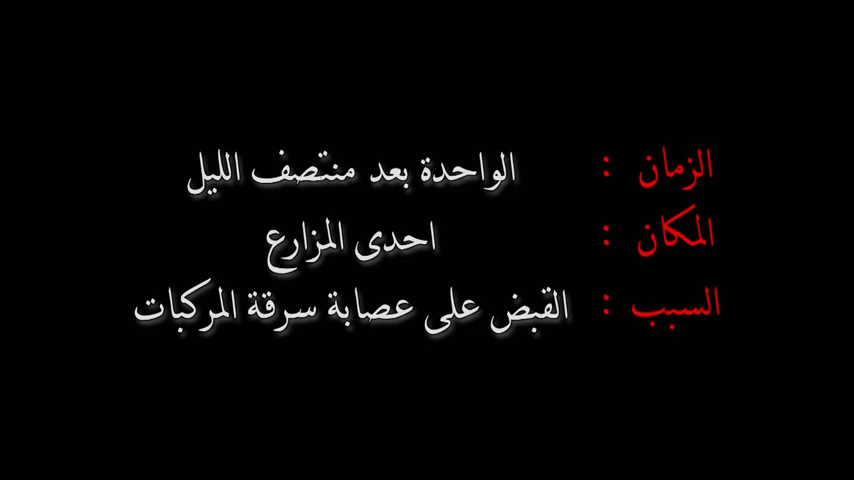 الزمان : الواحدة بعد منتصف الليل
المكان : احدى المزارع
السبب : القبض على عصابة سرقة المركبات